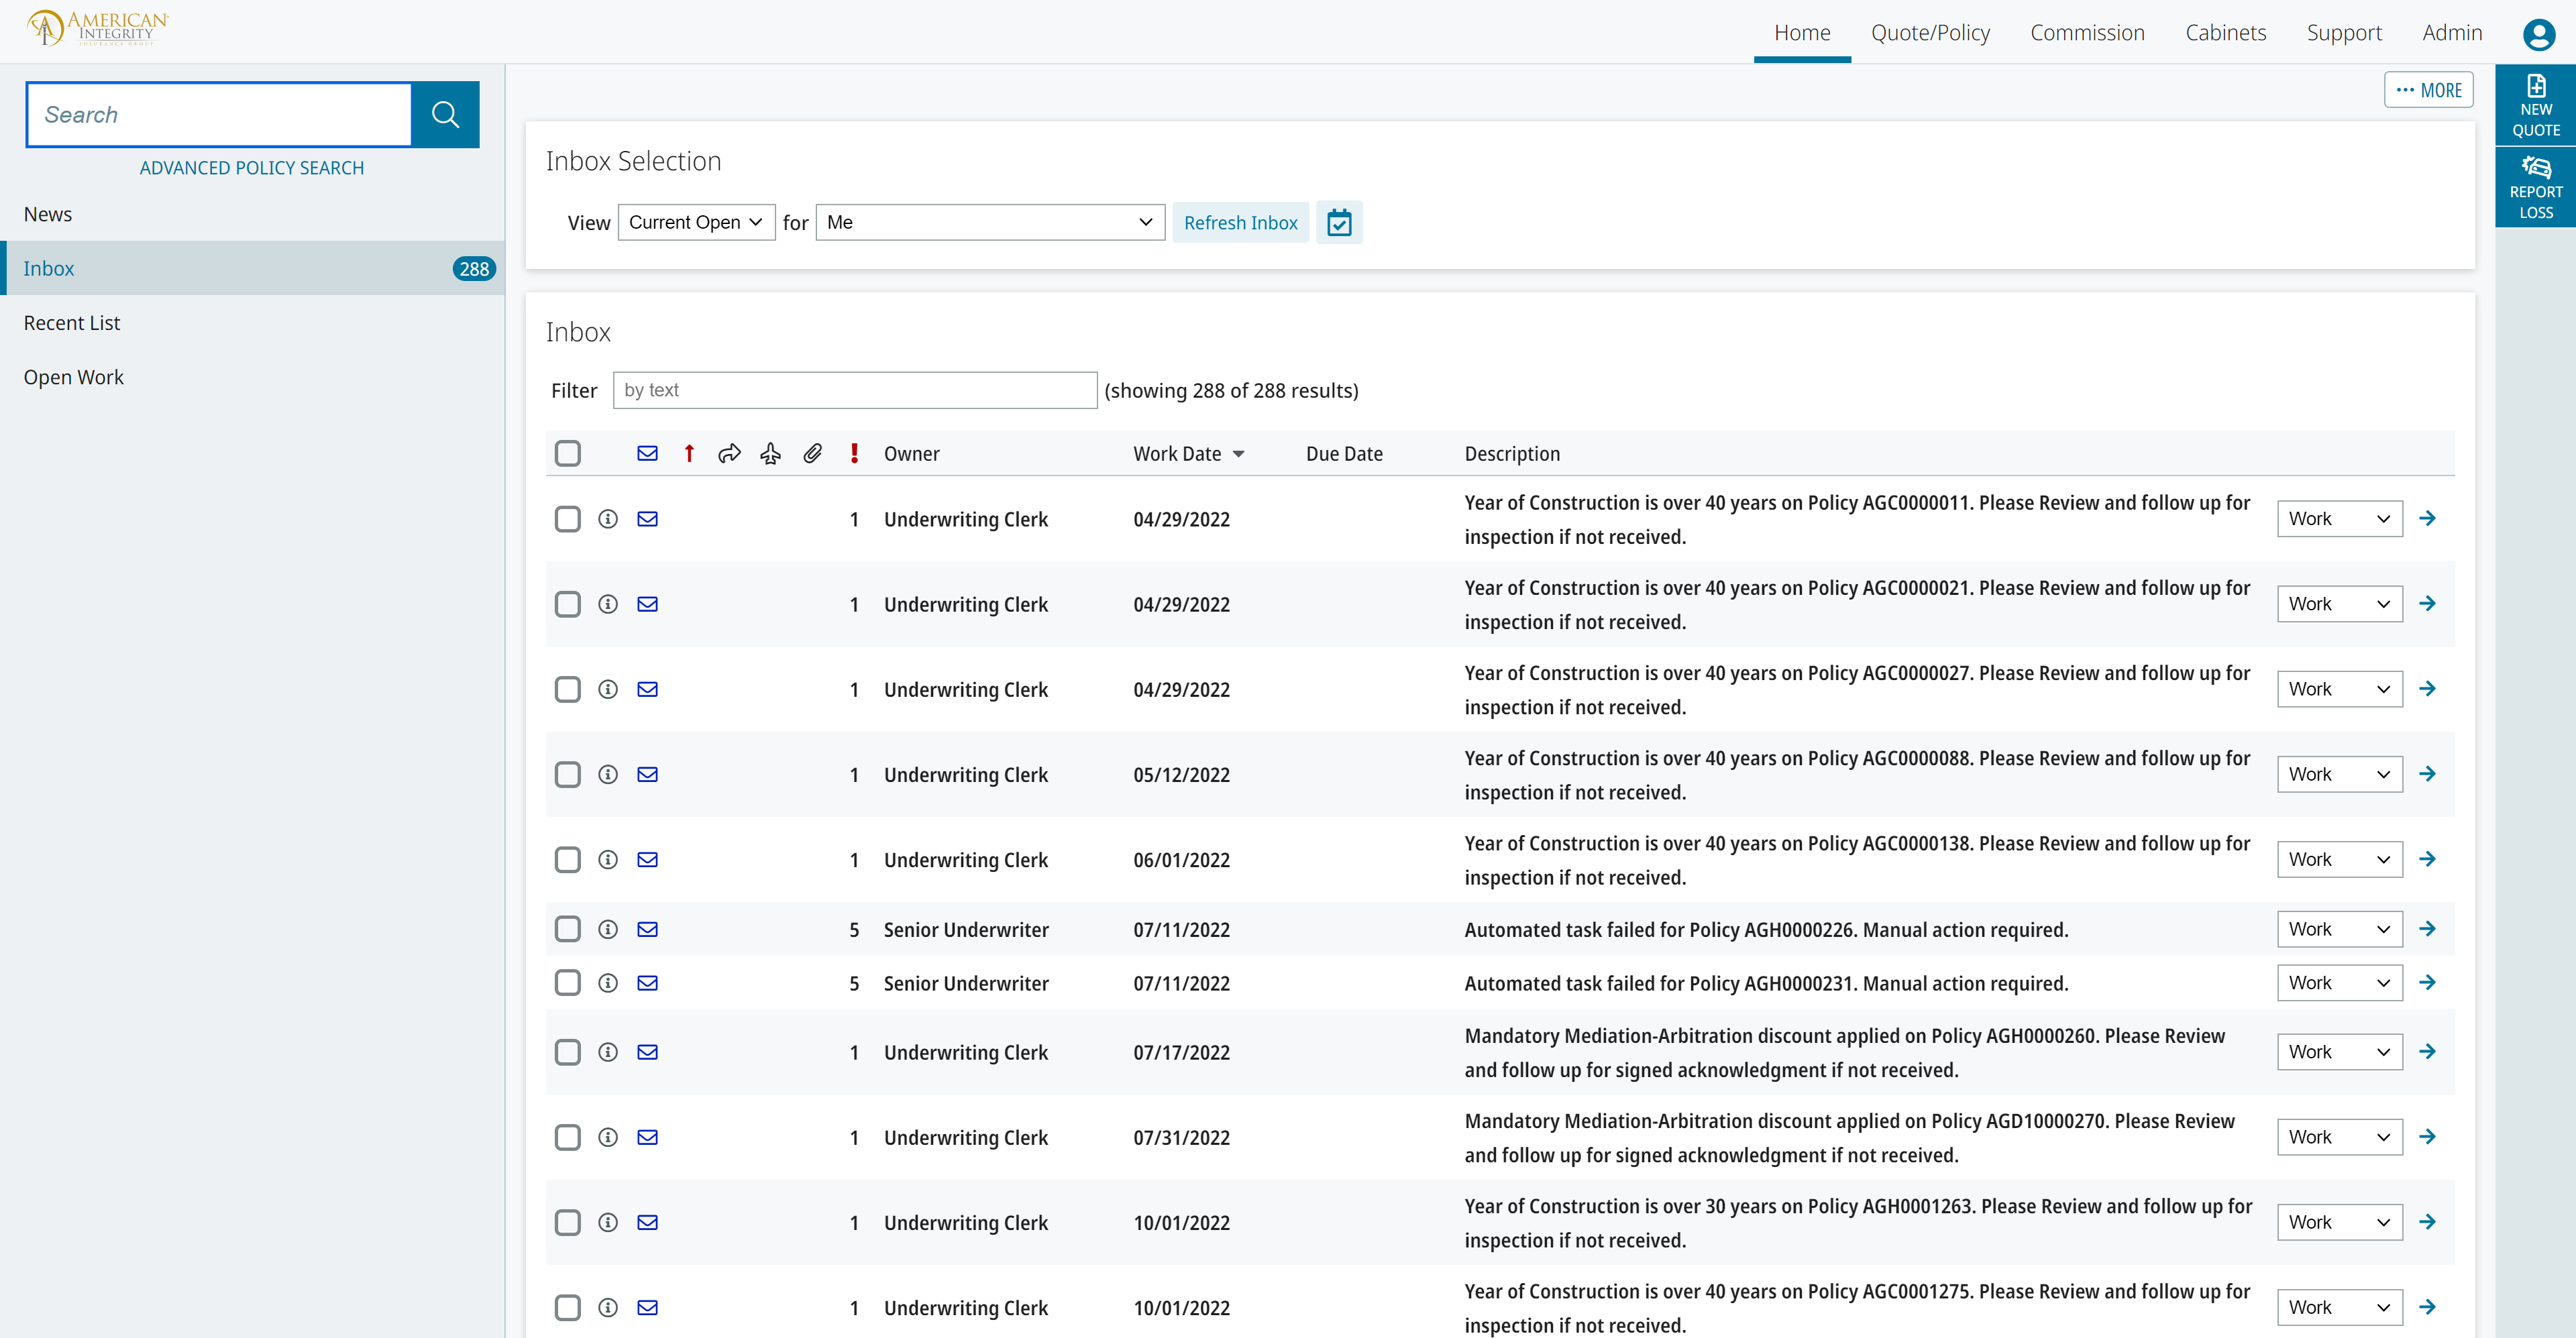 AMERICAN
INTEGRITY
INSURANCE GROUP
Home Quote/Policy Commission Cabinets Support Admin
Search
ADVANCED POLICY SEARCH
News
Inbox 288
Recent List
Open Work
MORE
NEW
QUOTE
REPORT
LOSS
Inbox Selection
View Current Open for Me Refresh Inbox
Inbox
Filter by text (showing 288 of 288 results)
Owner Work Date Due Date Description
1 Underwriting Clerk 04/29/2022 Year of Construction is over 40 years on Policy AGC0000011. Please Review and follow up for
inspection if not received. Work
1 Underwriting Clerk 04/29/2022 Year of Construction is over 40 years on Policy AGC0000021. Please Review and follow up for
inspection if not received. Work
1 Underwriting Clerk 04/29/2022 Year of Construction is over 40 years on Policy AGC0000027. Please Review and follow up for
inspection if not received. Work
1 Underwriting Clerk 05/12/2022 Year of Construction is over 40 years on Policy AGC0000088. Please Review and follow up for
inspection if not received. Work
1 Underwriting Clerk 06/01/2022 Year of Construction is over 40 years on Policy AGC0000138. Please Review and follow up for
inspection if not received. Work
5 Senior Underwriter 07/11/2022 Automated task failed for Policy AGH0000226. Manual action required. Work
5 Senior Underwriter 07/11/2022 Automated task failed for Policy AGH0000231. Manual action required. Work
1 Underwriting Clerk 07/17/2022 Mandatory Mediation-Arbitration discount applied on Policy AGH0000260. Please Review
and follow up for signed acknowledgment if not received. Work
1 Underwriting Clerk 07/31/2022 Mandatory Mediation-Arbitration discount applied on Policy AGD10000270. Please Review
and follow up for signed acknowledgment if not received. Work
1 Underwriting Clerk 10/01/2022 Year of Construction is over 30 years on Policy AGH0001263. Please Review and follow up for
inspection if not received. Work
1 Underwriting Clerk 10/01/2022 Year of Construction is over 40 years on Policy AGC0001275. Please Review and follow up for
inspection if not received. Work